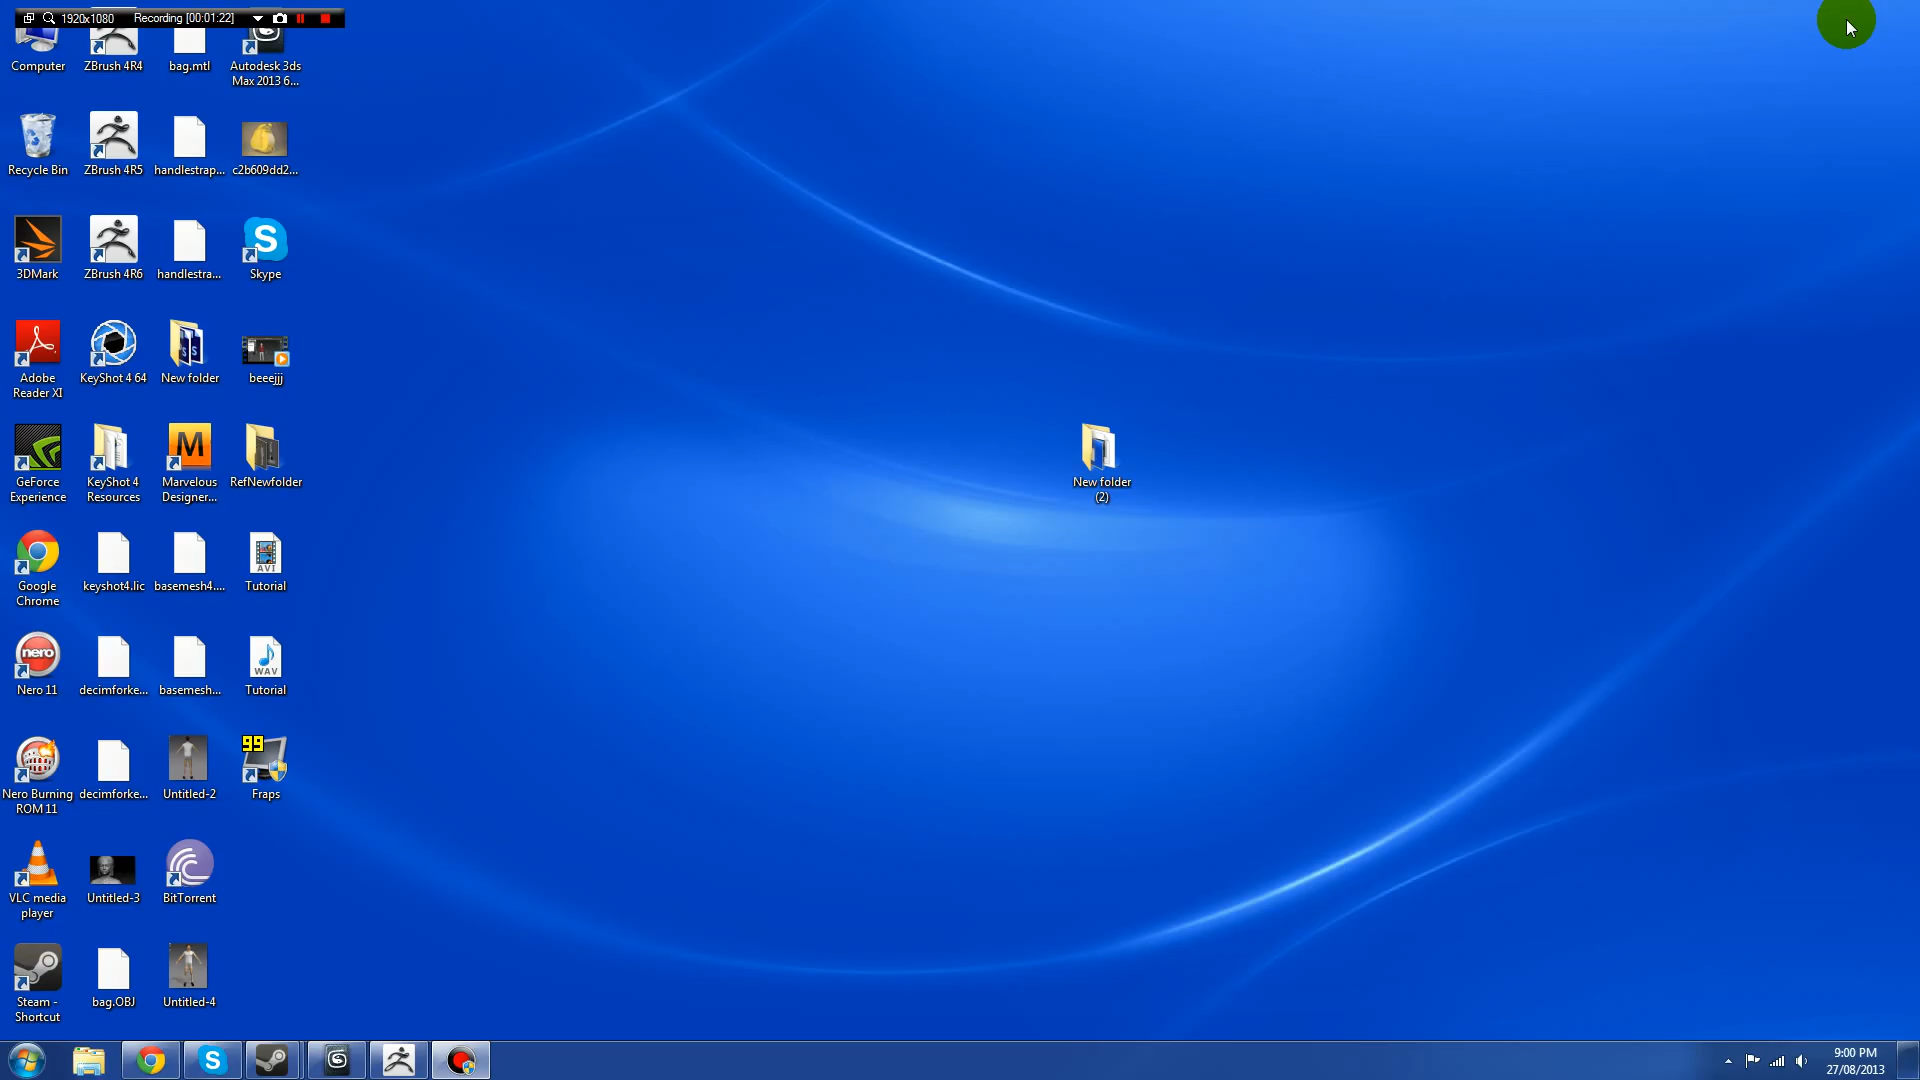 1920x1080 Recording [00:01:22]
Computer
ZBrush 4R4
bag.mtl
Autodesk 3ds
Max 2013 6...
Recycle Bin
ZBrush 4R5
handlestrap...
c2b609dd2...
3DMark
ZBrush 4R6
handlestra...
S
Skype
Adobe
Reader XI
KeyShot 4 64
S S
New folder
beeejjj
GeForce
Experience
KeyShot 4
Resources
M
Marvelous
Designer...
RefNewfolder
New folder
(2)
Google
Chrome
keyshot4.lic
basemesh4....
AVI
Tutorial
nero
Nero 11
decimforke...
basemesh...
WAV
Tutorial
Nero Burning
ROM 11
decimforke...
Untitled-2
99
Fraps
VLC media
player
Untitled-3
BitTorrent
Steam -
Shortcut
bag.OBJ
Untitled-4
S
9:00 PM
27/08/2013